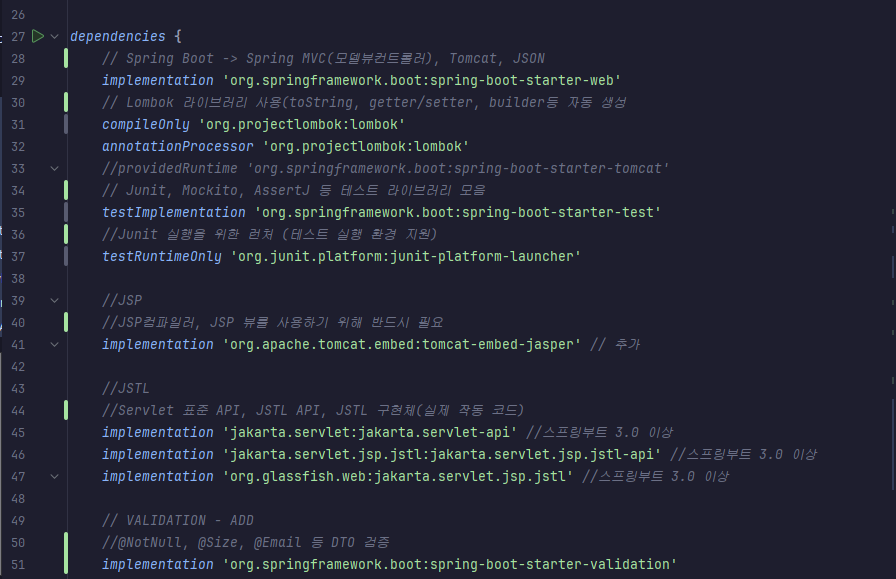 26
27 dependencies {
28 // Spring Boot -> Spring MVC(모델뷰컨트롤러), Tomcat, JSON
29 implementation 'org.springframework.boot:spring-boot-starter-web'
30 // Lombok 라이브러리 사용(toString, getter/setter, builder등 자동 생성
31 compileOnly 'org.projectlombok:lombok'
32 annotationProcessor 'org.projectlombok:lombok'
33 //providedRuntime 'org.springframework.boot:spring-boot-starter-tomcat'
34 // Junit, Mockito, AssertJ 등 테스트 라이브러리 모음
35 testImplementation 'org.springframework.boot:spring-boot-starter-test'
36 //Junit 실행을 위한 런처 (테스트 실행 환경 지원)
37 testRuntimeOnly 'org.junit.platform:junit-platform-launcher'
38
39 //JSP
40 //JSP컴파일러, JSP 뷰를 사용하기 위해 반드시 필요
41 implementation 'org.apache.tomcat.embed:tomcat-embed-jasper' // 추가
42
43 //JSTL
44 //Servlet 표준 API, JSTL API, JSTL 구현체(실제 작동 코드)
45 implementation 'jakarta.servlet:jakarta.servlet-api' //스프링부트 3.0 이상
46 implementation 'jakarta.servlet.jsp.jstl:jakarta.servlet.jsp.jstl-api' //스프링부트 3.0 이상
47 implementation 'org.glassfish.web:jakarta.servlet.jsp.jstl' //스프링부트 3.0 이상
48
49 // VALIDATION - ADD
50 //@NotNull, @Size, @Email 등 DTO 검증
51 implementation 'org.springframework.boot:spring-boot-starter-validation'